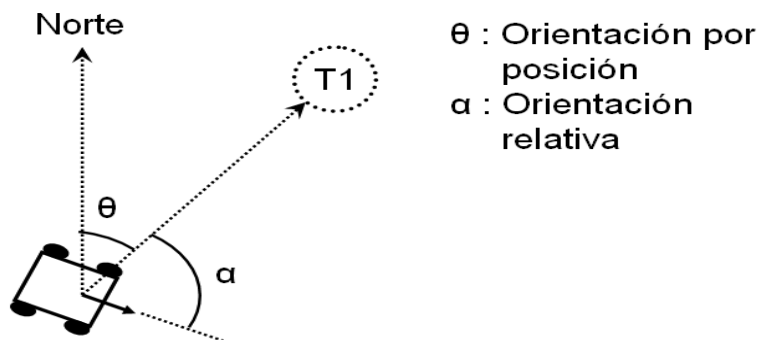 Norte
T1
θ : Orientación por
posición
α : Orientación
relativa
θ
α